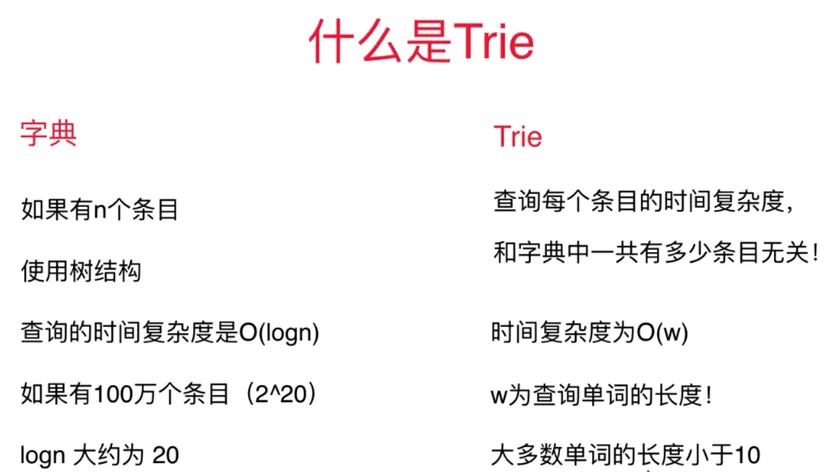 什么是Trie
字典
如果有n个条目
使用树结构
查询的时间复杂度是O(logn)
如果有100万个条目（2^20）
logn 大约为 20
Trie
查询每个条目的时间复杂度，
和字典中一共有多少条目无关！
时间复杂度为O(w)
w为查询单词的长度！
大多数单词的长度小于10